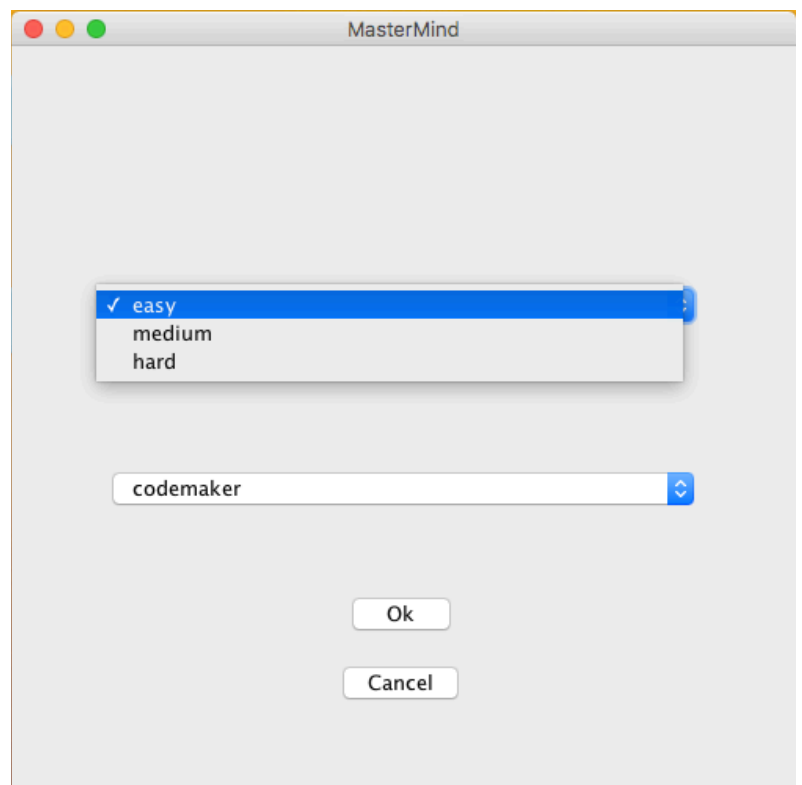 MasterMind
✓ easy
medium
hard
codemaker
Ok
Cancel